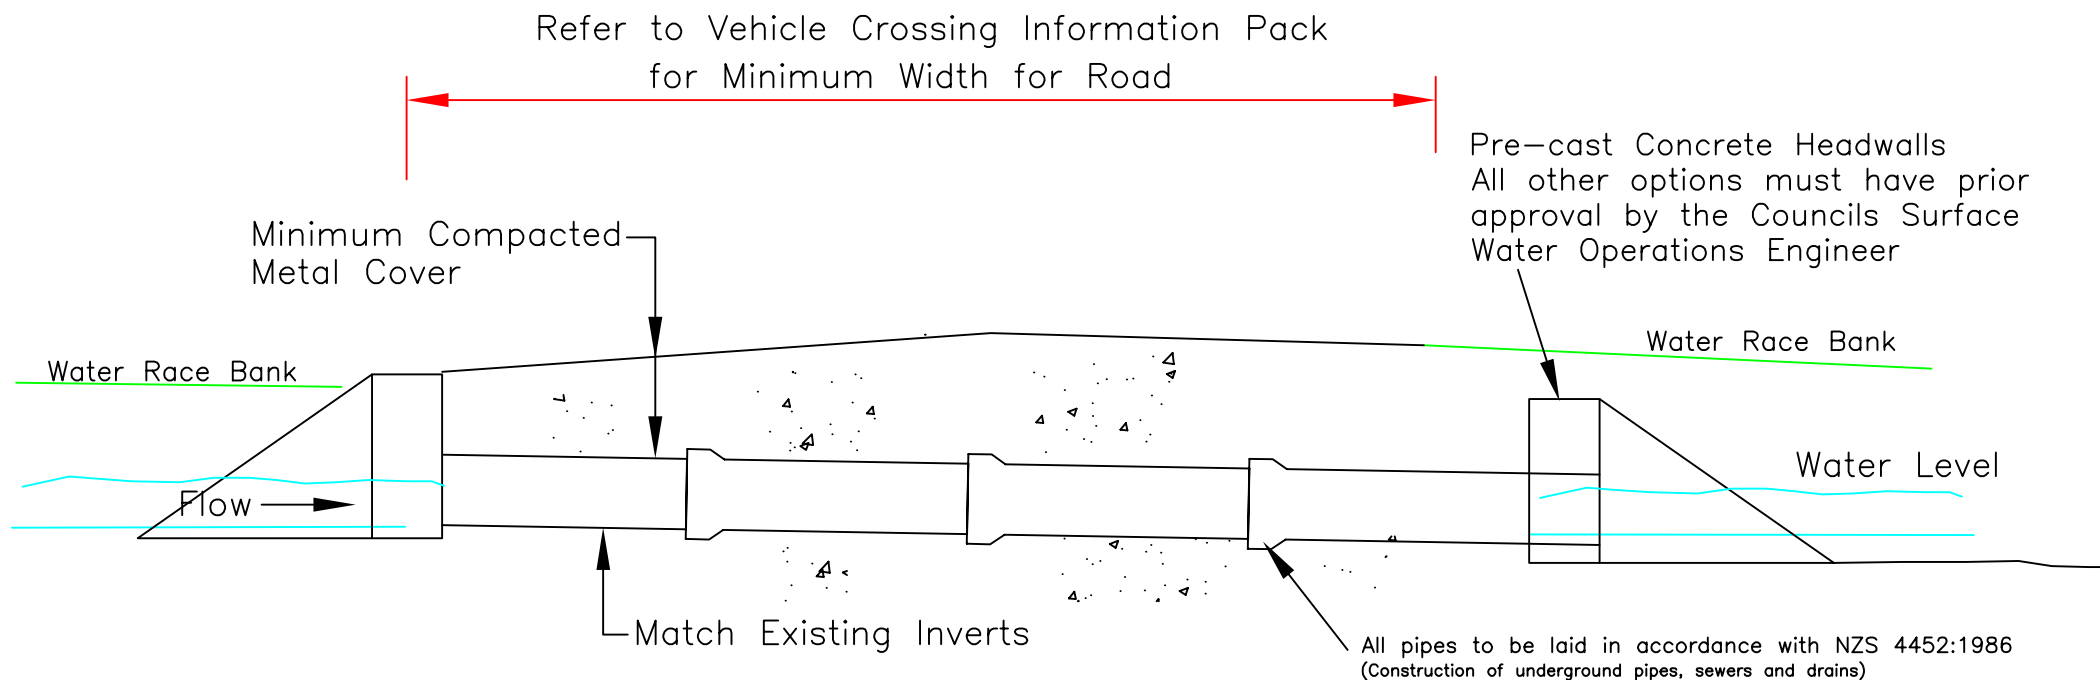 Refer to Vehicle Crossing Information Pack
for Minimum Width for Road
Pre-cast Concrete Headwalls
All other options must have prior
approval by the Councils Surface
Water Operations Engineer
Minimum Compacted
Metal Cover
Water Race Bank
Water Race Bank
Water Level
Flow
Match Existing Inverts
All pipes to be laid in accordance with NZS 4452:1986
(Construction of underground pipes, sewers and drains)